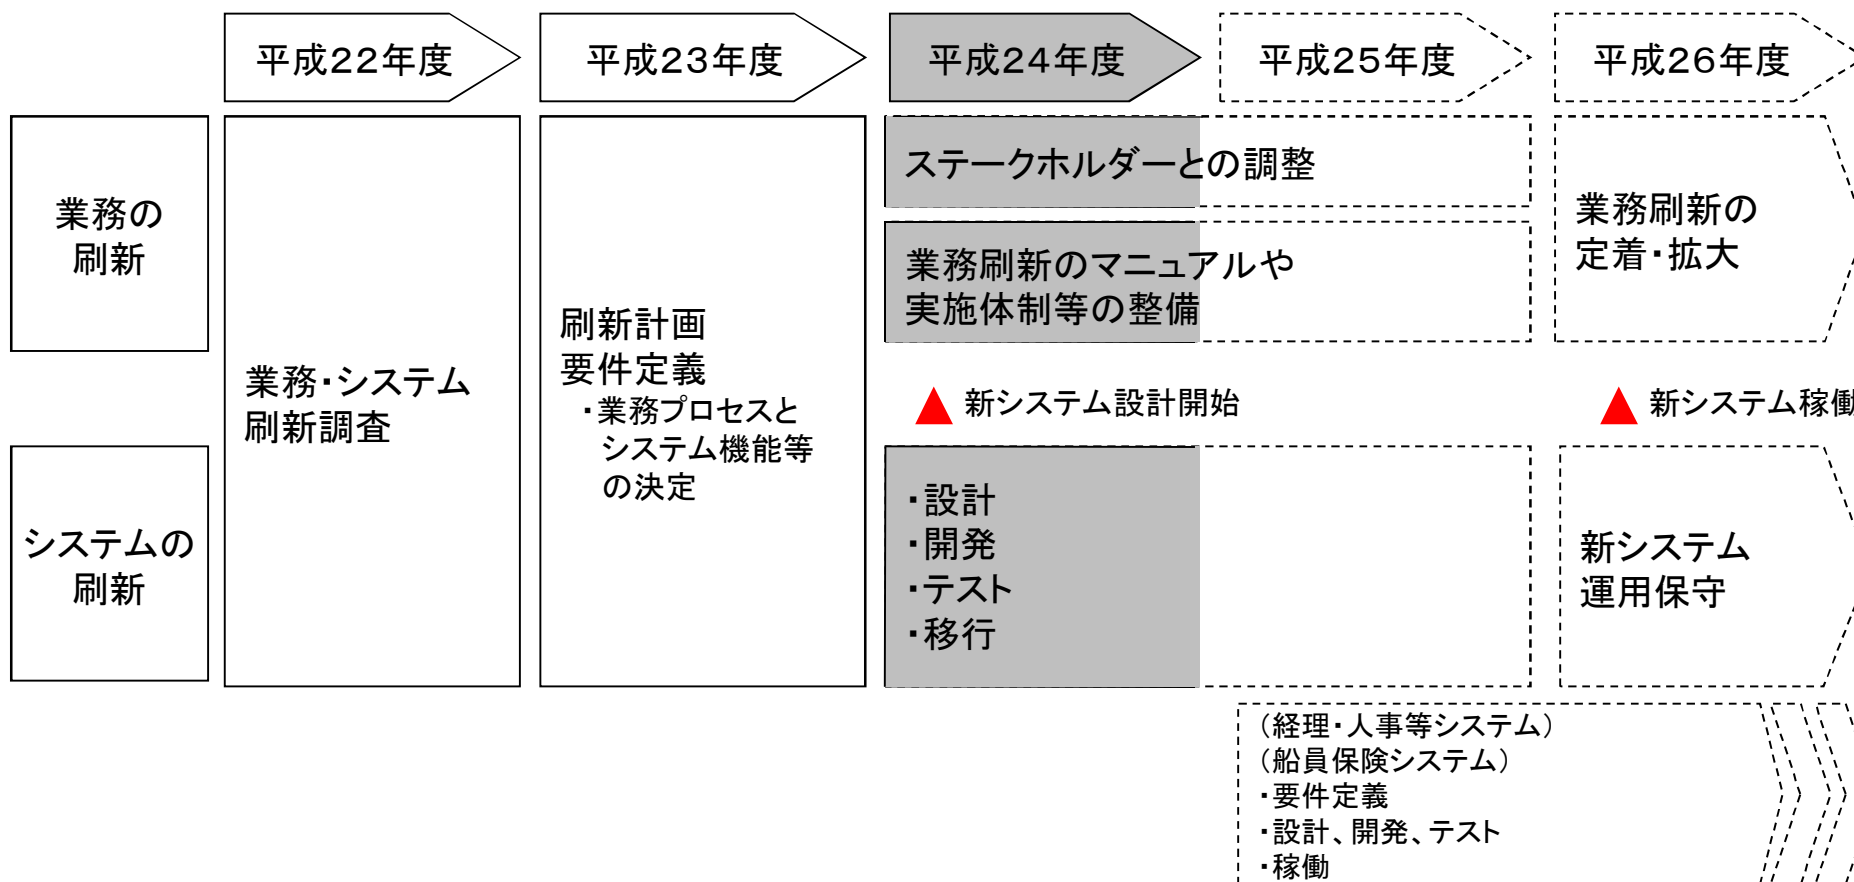 平成22年度
平成23年度
平成24年度
平成25年度
平成26年度
業務の
刷新
業務・システム
刷新調査
刷新計画
要件定義
・業務プロセスと
システム機能等
の決定
ステークホルダーとの調整
業務刷新のマニュアルや
実施体制等の整備
業務刷新の
定着・拡大
▲ 新システム設計開始
▲ 新システム稼働
システムの
刷新
・設計
・開発
・テスト
・移行
新システム
運用保守
(経理・人事等システム)
(船員保険システム)
・要件定義
・設計、開発、テスト
・稼働